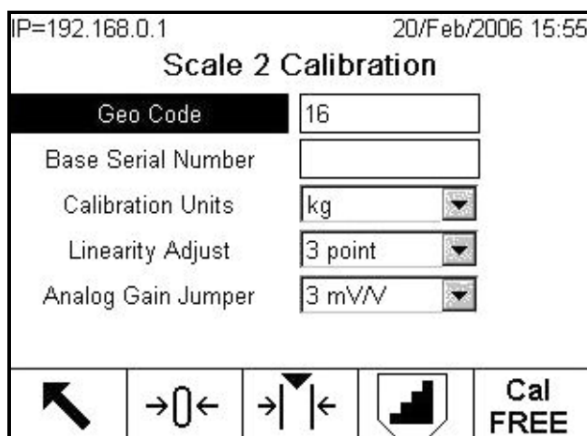 IP=192.168.0.1 20/Feb/2006 15:55
Scale 2 Calibration
Geo Code 16
Base Serial Number
Calibration Units kg
Linearity Adjust 3 point
Analog Gain Jumper 3 mV/V
→0← →| |← Cal
FREE